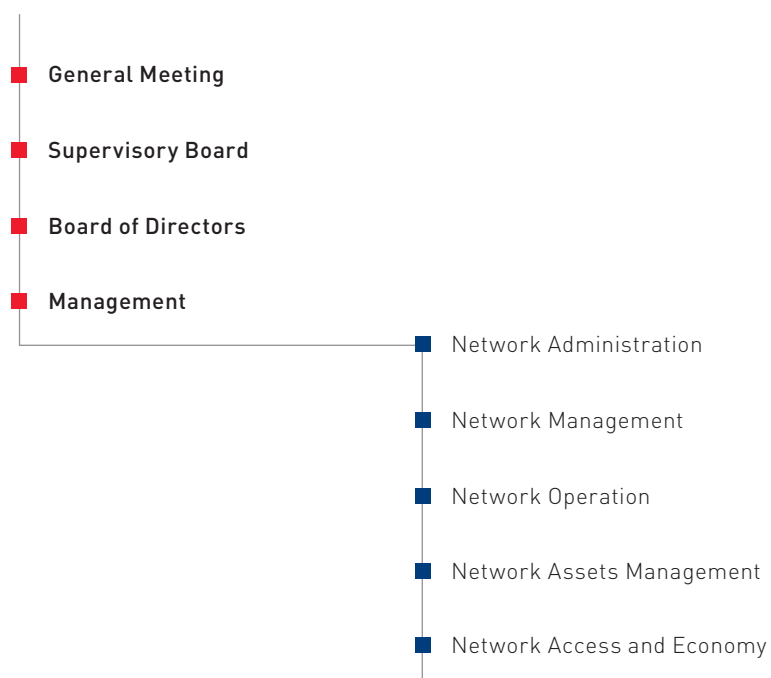 General Meeting
Supervisory Board
Board of Directors
Management
Network Administration
Network Management
Network Operation
Network Assets Management
Network Access and Economy